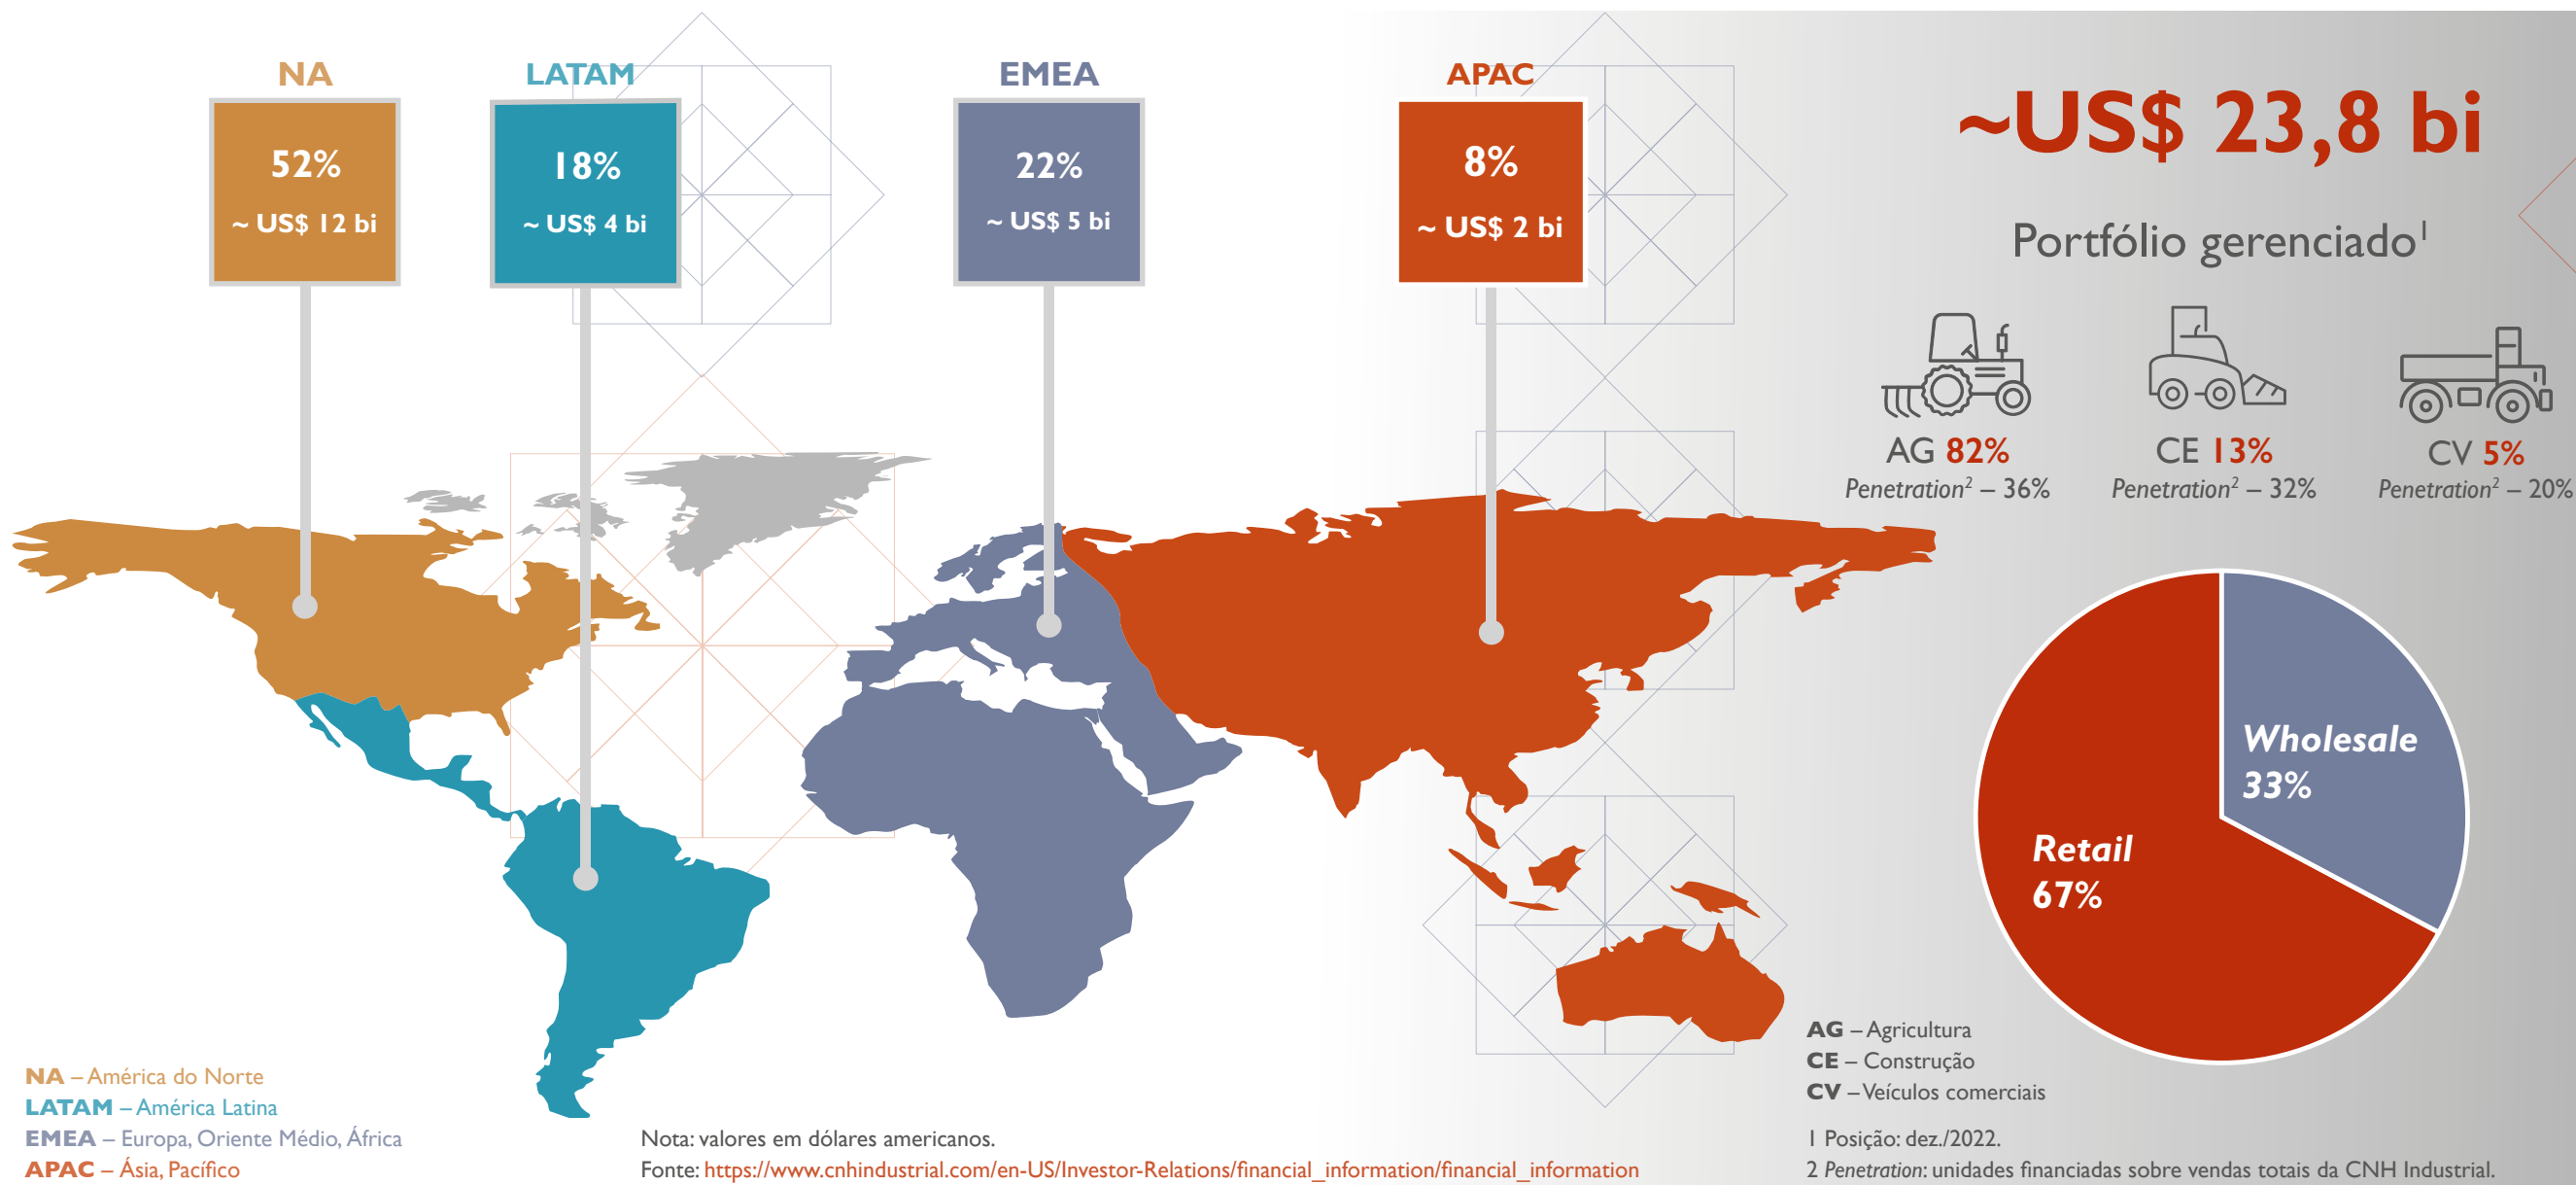 NA
52%
~ US$ 12 bi
LATAM
18%
~ US$ 4 bi
EMEA
22%
~ US$ 5 bi
APAC
8%
~ US$ 2 bi
~US$ 23,8 bi
Portfólio gerenciado¹
AG 82%
Penetration² – 36%
CE 13%
Penetration² – 32%
CV 5%
Penetration² – 20%
Wholesale
33%
Retail
67%
AG – Agricultura
CE – Construção
CV – Veículos comerciais
NA – América do Norte
LATAM – América Latina
EMEA – Europa, Oriente Médio, África
APAC – Ásia, Pacífico
Nota: valores em dólares americanos.
Fonte: https://www.cnhindustrial.com/en-US/Investor-Relations/financial_information/financial_information
1 Posição: dez./2022.
2 Penetration: unidades financiadas sobre vendas totais da CNH Industrial.